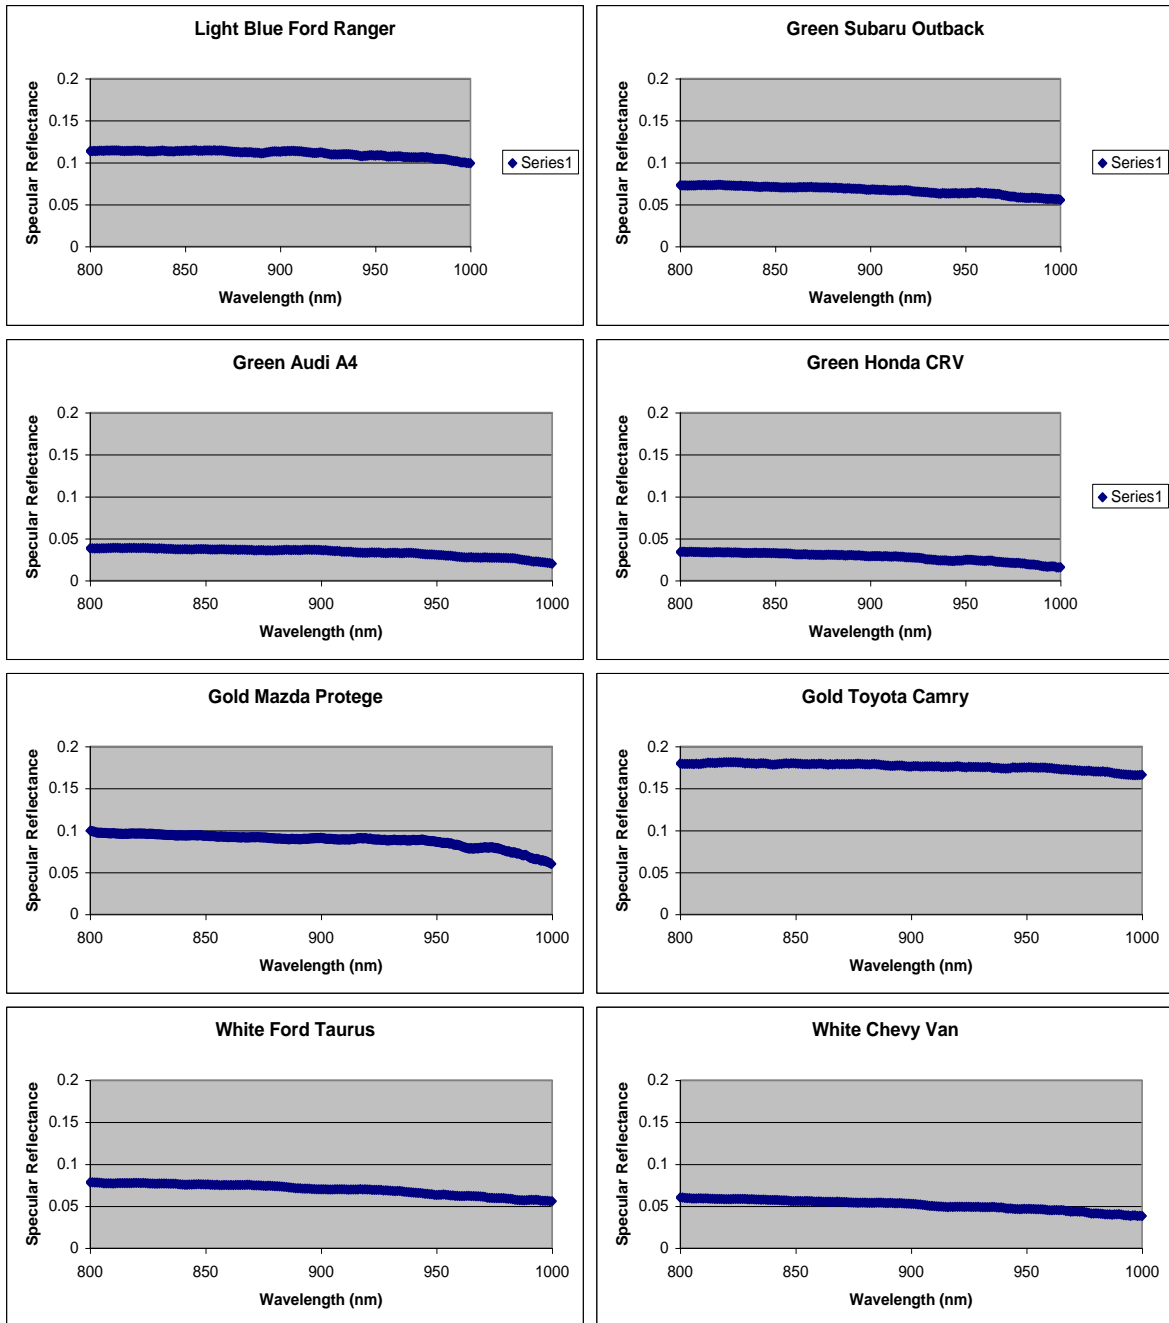 Light Blue Ford Ranger
Specular Reflectance
0.2
0.15
0.1
0.05
0
800 850 900 950 1000
Wavelength (nm)
Series1
Green Subaru Outback
Specular Reflectance
0.2
0.15
0.1
0.05
0
800 850 900 950 1000
Wavelength (nm)
Series1
Green Audi A4
Specular Reflectance
0.2
0.15
0.1
0.05
0
800 850 900 950 1000
Wavelength (nm)
Green Honda CRV
Specular Reflectance
0.2
0.15
0.1
0.05
0
800 850 900 950 1000
Wavelength (nm)
Series1
Gold Mazda Protege
Specular Reflectance
0.2
0.15
0.1
0.05
0
800 850 900 950 1000
Wavelength (nm)
Gold Toyota Camry
Specular Reflectance
0.2
0.15
0.1
0.05
0
800 850 900 950 1000
Wavelength (nm)
White Ford Taurus
Specular Reflectance
0.2
0.15
0.1
0.05
0
800 850 900 950 1000
Wavelength (nm)
White Chevy Van
Specular Reflectance
0.2
0.15
0.1
0.05
0
800 850 900 950 1000
Wavelength (nm)